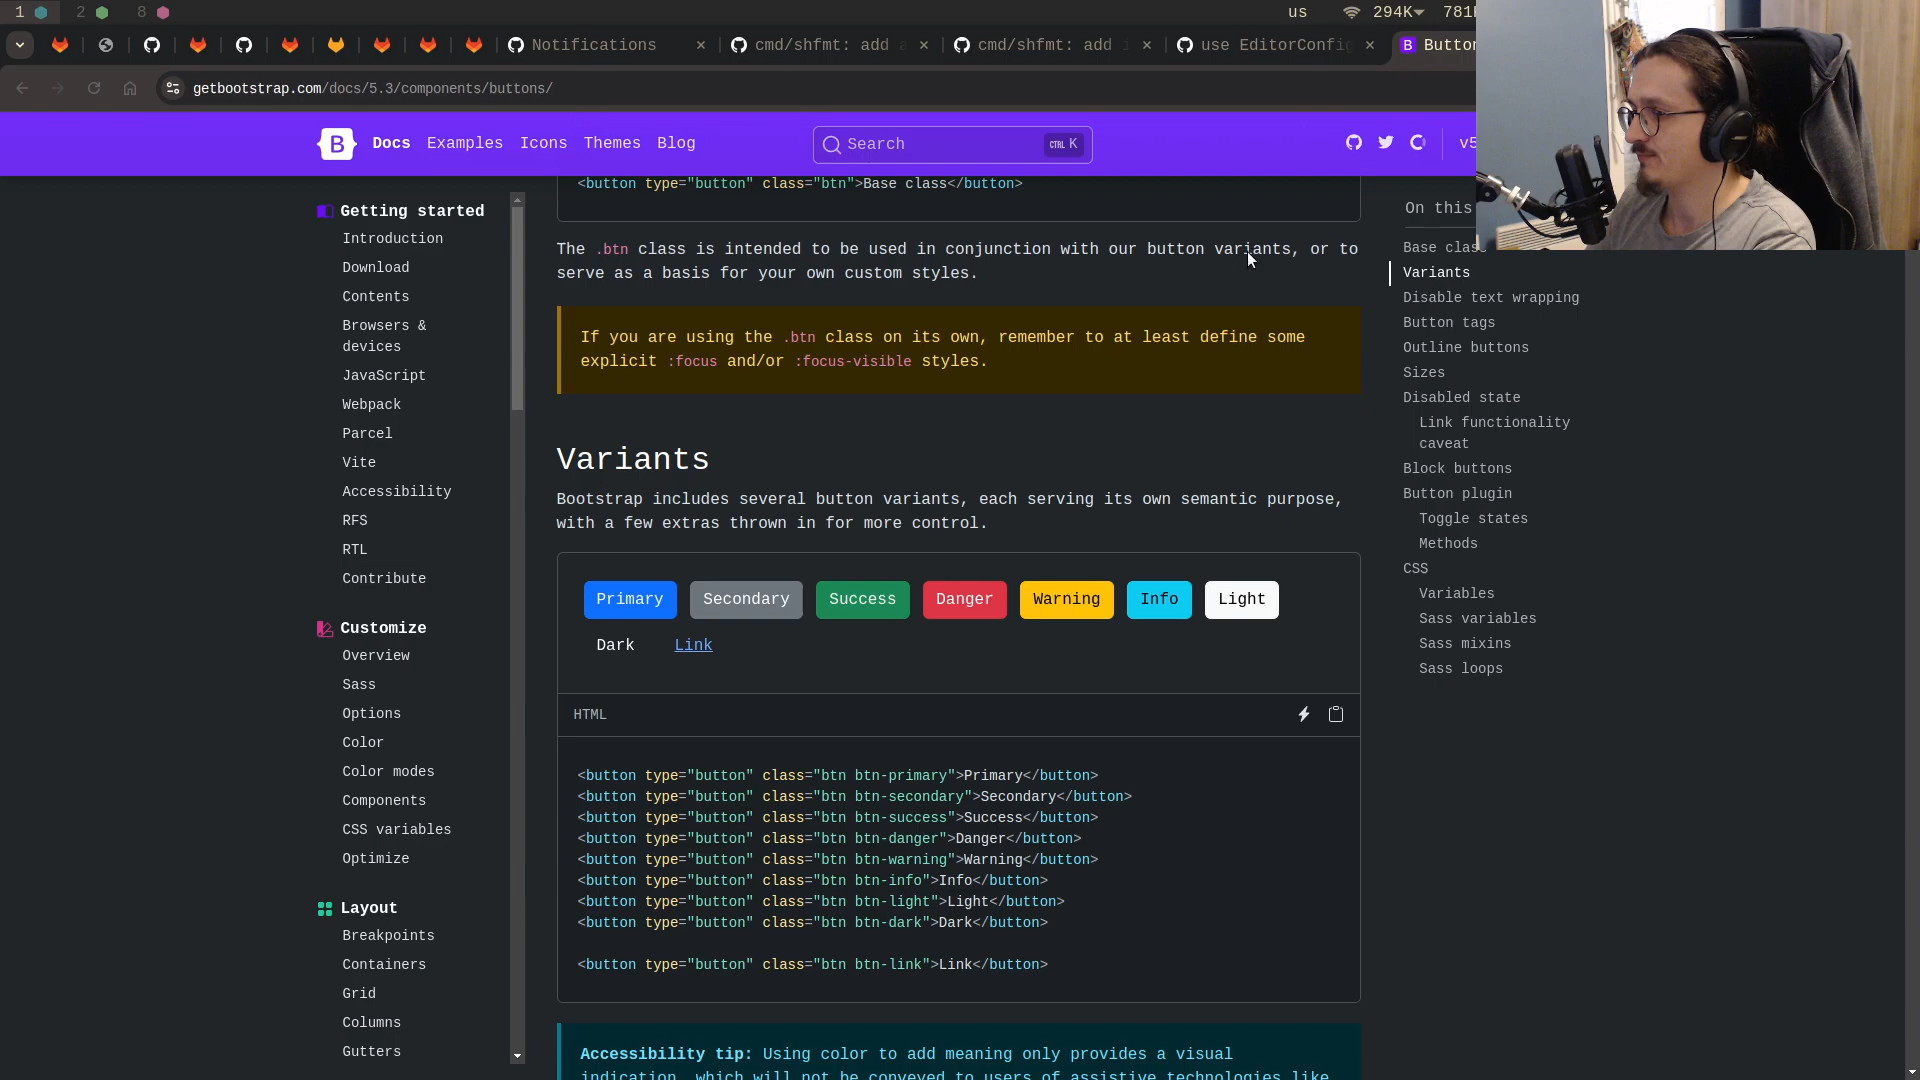 1 2 8
us 294K 781
Notifications × cmd/shfmt: add a × cmd/shfmt: add × use EditorConfig × B Button
getbootstrap.com/docs/5.3/components/buttons/
B Docs Examples Icons Themes Blog
Search CTRL K
v5
Getting started
Introduction
Download
Contents
Browsers &
devices
JavaScript
Webpack
Parcel
Vite
Accessibility
RFS
RTL
Contribute
Customize
Overview
Sass
Options
Color
Color modes
Components
CSS variables
Optimize
Layout
Breakpoints
Containers
Grid
Columns
Gutters
<button type="button" class="btn">Base class</button>
The .btn class is intended to be used in conjunction with our button variants, or to
serve as a basis for your own custom styles.
If you are using the .btn class on its own, remember to at least define some
explicit :focus and/or :focus-visible styles.
Variants
Bootstrap includes several button variants, each serving its own semantic purpose,
with a few extras thrown in for more control.
Primary Secondary Success Danger Warning Info Light
Dark Link
HTML
<button type="button" class="btn btn-primary">Primary</button>
<button type="button" class="btn btn-secondary">Secondary</button>
<button type="button" class="btn btn-success">Success</button>
<button type="button" class="btn btn-danger">Danger</button>
<button type="button" class="btn btn-warning">Warning</button>
<button type="button" class="btn btn-info">Info</button>
<button type="button" class="btn btn-light">Light</button>
<button type="button" class="btn btn-dark">Dark</button>
<button type="button" class="btn btn-link">Link</button>
Accessibility tip: Using color to add meaning only provides a visual
indication, which will not be conveyed to users of assistive technologies like
On this
Base class
Variants
Disable text wrapping
Button tags
Outline buttons
Sizes
Disabled state
Link functionality
caveat
Block buttons
Button plugin
Toggle states
Methods
CSS
Variables
Sass variables
Sass mixins
Sass loops